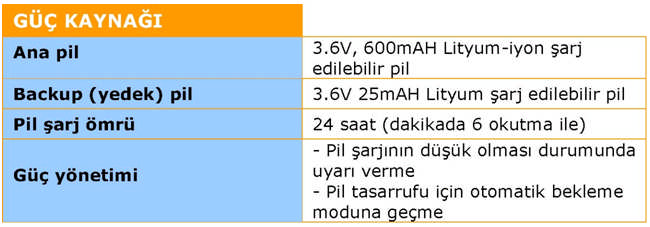 GÜÇ KAYNAĞI
Ana pil
3.6V, 600mAH Lityum-iyon şarj
edilebilir pil
Backup (yedek) pil
3.6V 25mAH Lityum şarj edilebilir pil
Pil şarj ömrü
24 saat (dakikada 6 okutma ile)
Güç yönetimi
- Pil şarjının düşük olması durumunda
uyarı verme
- Pil tasarrufu için otomatik bekleme
moduna geçme